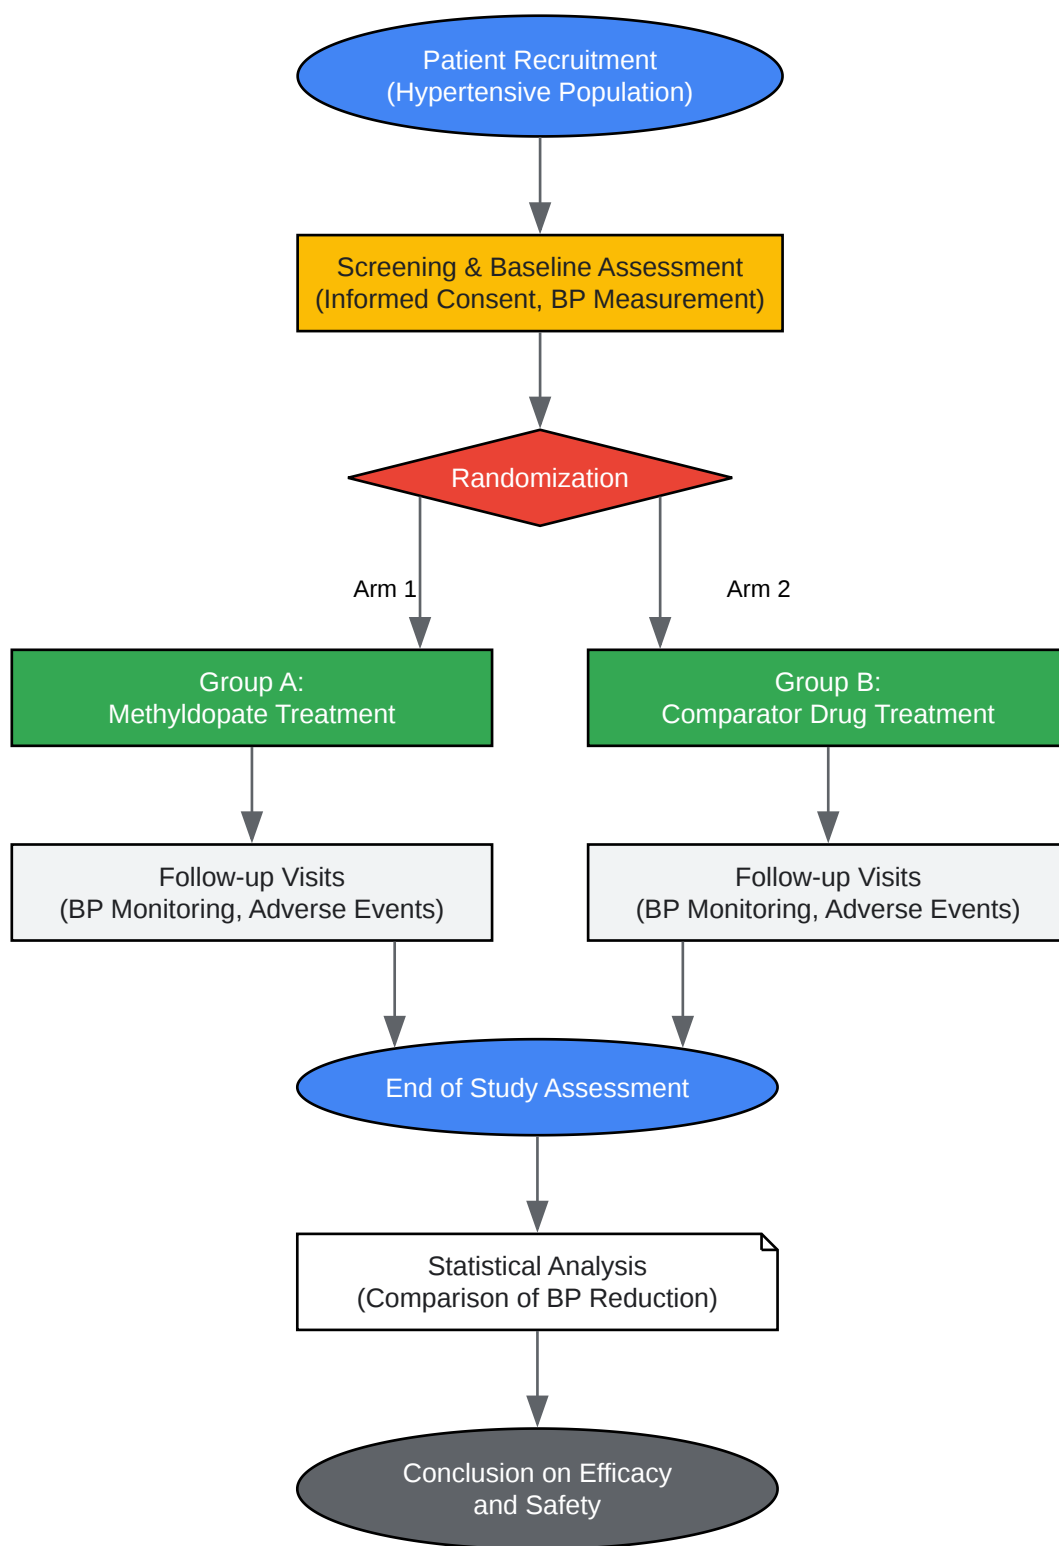 Patient Recruitment
(Hypertensive Population)
Screening & Baseline Assessment
(Informed Consent, BP Measurement)
Randomization
Arm 1
Arm 2
Group A:
Methyldopate Treatment
Group B:
Comparator Drug Treatment
Follow-up Visits
(BP Monitoring, Adverse Events)
Follow-up Visits
(BP Monitoring, Adverse Events)
End of Study Assessment
Statistical Analysis
(Comparison of BP Reduction)
Conclusion on Efficacy
and Safety